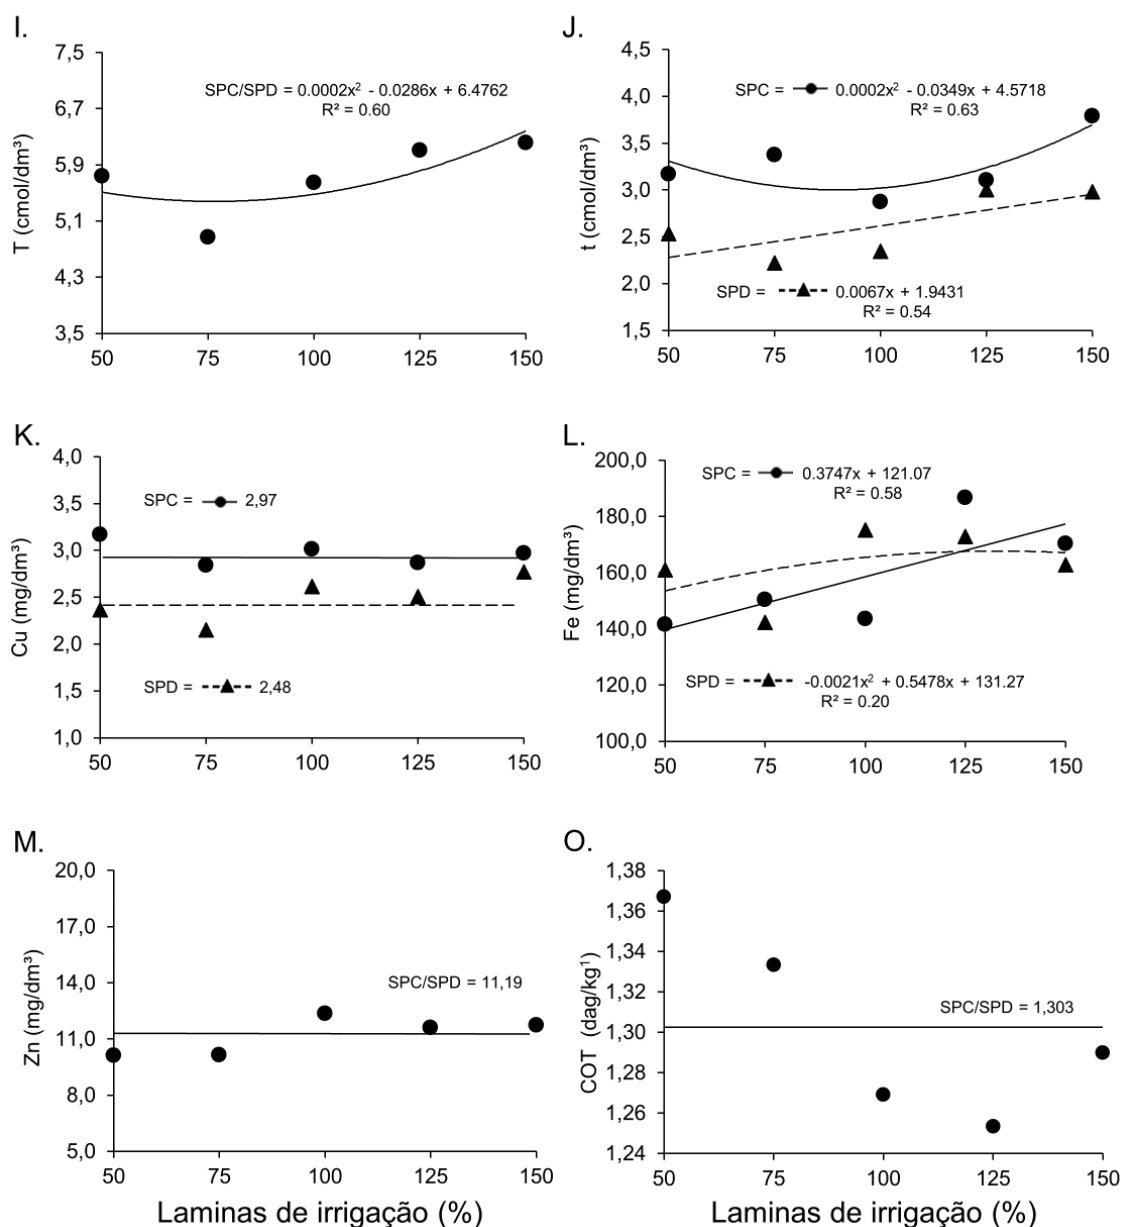 I.
7,5
6,7
5,9
5,1
4,3
3,5
T (cmol/dm³)
SPC/SPD = 0.0002x² - 0.0286x + 6.4762
R² = 0.60
50 75 100 125 150
J.
4,5
4,0
3,5
3,0
2,5
2,0
1,5
t (cmol/dm³)
SPC = 0.0002x² - 0.0349x + 4.5718
R² = 0.63
SPD = 0.0067x + 1.9431
R² = 0.54
50 75 100 125 150
K.
4,0
3,5
3,0
2,5
2,0
1,5
1,0
Cu (mg/dm³)
SPC = 2,97
SPD = 2,48
50 75 100 125 150
L.
200,0
180,0
160,0
140,0
120,0
100,0
Fe (mg/dm³)
SPC = 0.3747x + 121.07
R² = 0.58
SPD = -0.0021x² + 0.5478x + 131.27
R² = 0.20
50 75 100 125 150
M.
20,0
17,0
14,0
11,0
8,0
5,0
Zn (mg/dm³)
SPC/SPD = 11,19
50 75 100 125 150
Laminas de irrigação (%)
O.
1,38
1,36
1,34
1,32
1,30
1,28
1,26
1,24
COT (dag/kg¹)
SPC/SPD = 1,303
50 75 100 125 150
Laminas de irrigação (%)